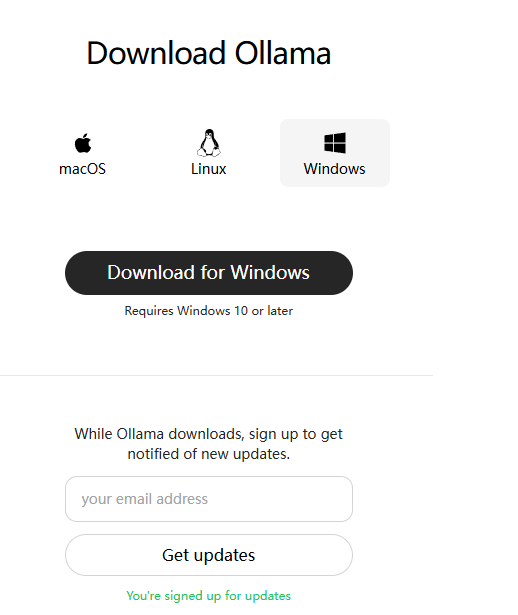 Download Ollama
macOS
Linux
Windows
Download for Windows
Requires Windows 10 or later
While Ollama downloads, sign up to get
notified of new updates.
your email address
Get updates
You're signed up for updates